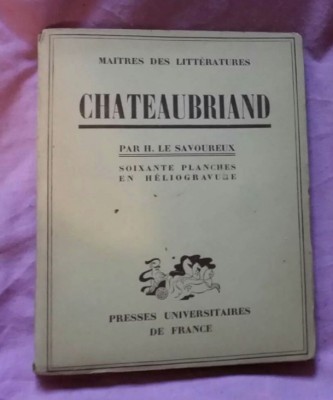 MAITRES DES LITTÉRATURES
CHATEAUBRIAND
PAR H. LE SAVOUREUX
SOIXANTE PLANCHES
EN HÉLIOGRAVURE
PRESSES UNIVERSITAIRES
DE FRANCE